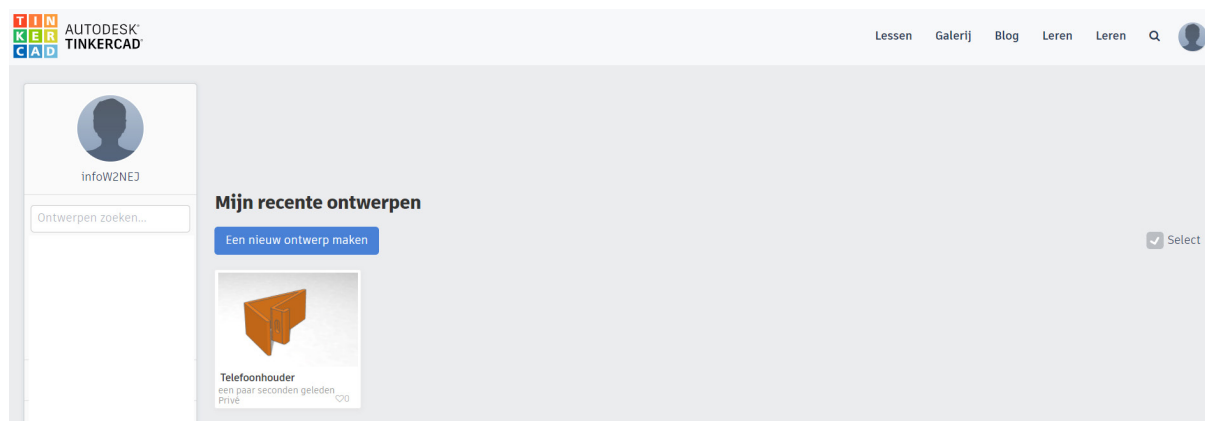 TIN
KER
CAD
AUTODESK®
TINKERCAD®
Lessen Galerij Blog Leren Leren
infoW2NEJ
Ontwerpen zoeken...
Mijn recente ontwerpen
Een nieuw ontwerp maken
Select
Telefoonhouder
een paar seconden geleden
Privé 0